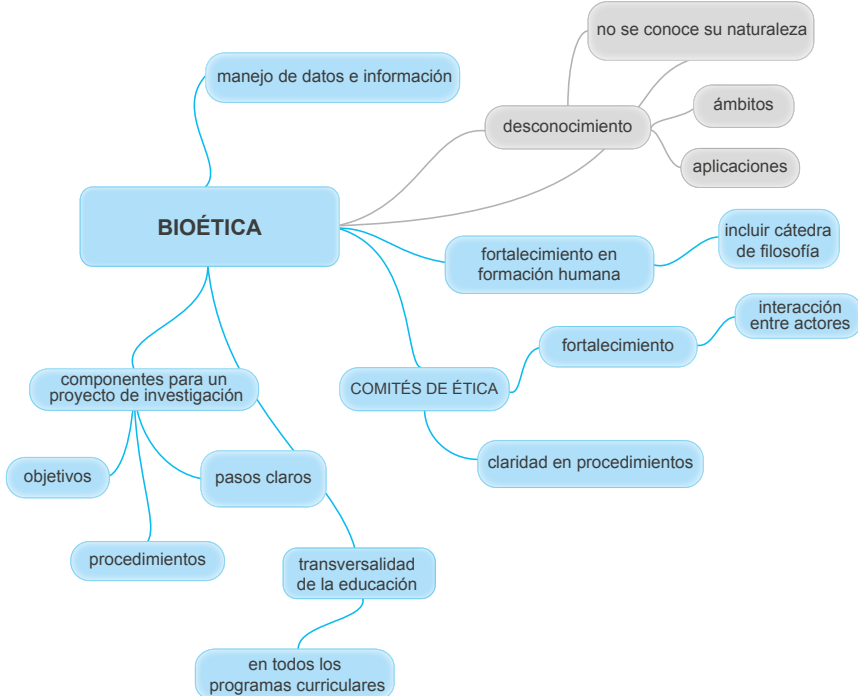 no se conoce su naturaleza
manejo de datos e información
ámbitos
desconocimiento
aplicaciones
BIOÉTICA
incluir cátedra
de filosofía
fortalecimiento en
formación humana
interacción
entre actores
fortalecimiento
componentes para un
proyecto de investigación
COMITÉS DE ÉTICA
claridad en procedimientos
objetivos
pasos claros
procedimientos
transversalidad
de la educación
en todos los
programas curriculares